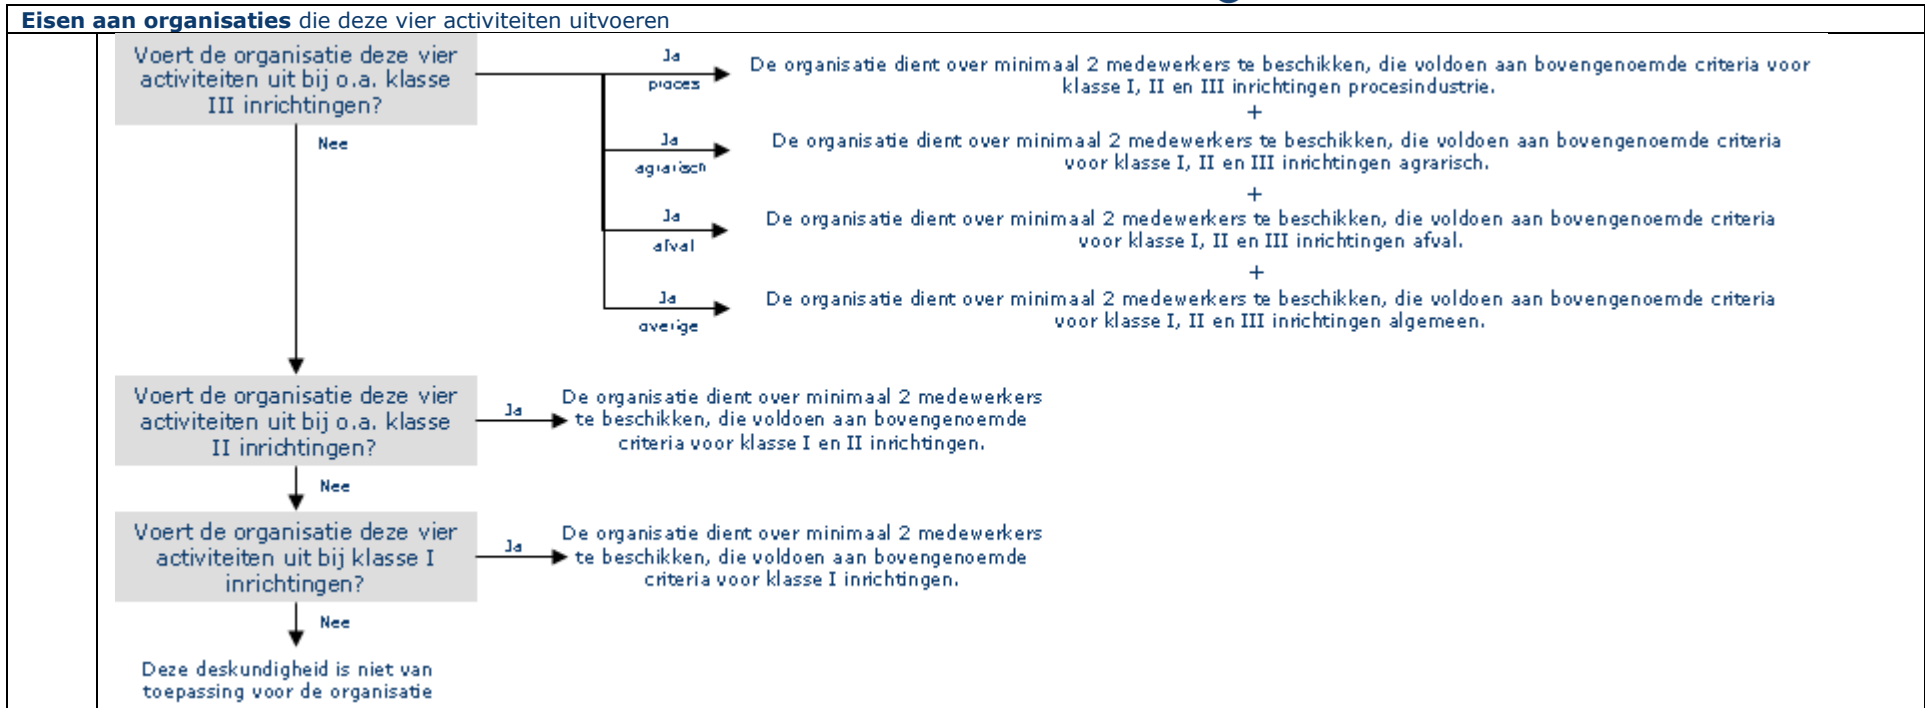 Eisen aan organisaties die deze vier activiteiten uitvoeren
Voert de organisatie deze vier
activiteiten uit bij o.a. klasse
III inrichtingen?
Ja
proces
De organisatie dient over minimaal 2 medewerkers te beschikken, die voldoen aan bovengenoemde criteria voor
klasse I, II en III inrichtingen procesindustrie.
+
Nee
Ja
agrarisch
De organisatie dient over minimaal 2 medewerkers te beschikken, die voldoen aan bovengenoemde criteria
voor klasse I, II en III inrichtingen agrarisch.
+
Ja
afval
De organisatie dient over minimaal 2 medewerkers te beschikken, die voldoen aan bovengenoemde criteria
voor klasse I, II en III inrichtingen afval.
+
Ja
overige
De organisatie dient over minimaal 2 medewerkers te beschikken, die voldoen aan bovengenoemde criteria
voor klasse I, II en III inrichtingen algemeen.
Voert de organisatie deze vier
activiteiten uit bij o.a. klasse
II inrichtingen?
Ja
De organisatie dient over minimaal 2 medewerkers
te beschikken, die voldoen aan bovengenoemde
criteria voor klasse I en II inrichtingen.
Nee
Voert de organisatie deze vier
activiteiten uit bij klasse I
inrichtingen?
Ja
De organisatie dient over minimaal 2 medewerkers
te beschikken, die voldoen aan bovengenoemde
criteria voor klasse I inrichtingen.
Nee
Deze deskundigheid is niet van
toepassing voor de organisatie